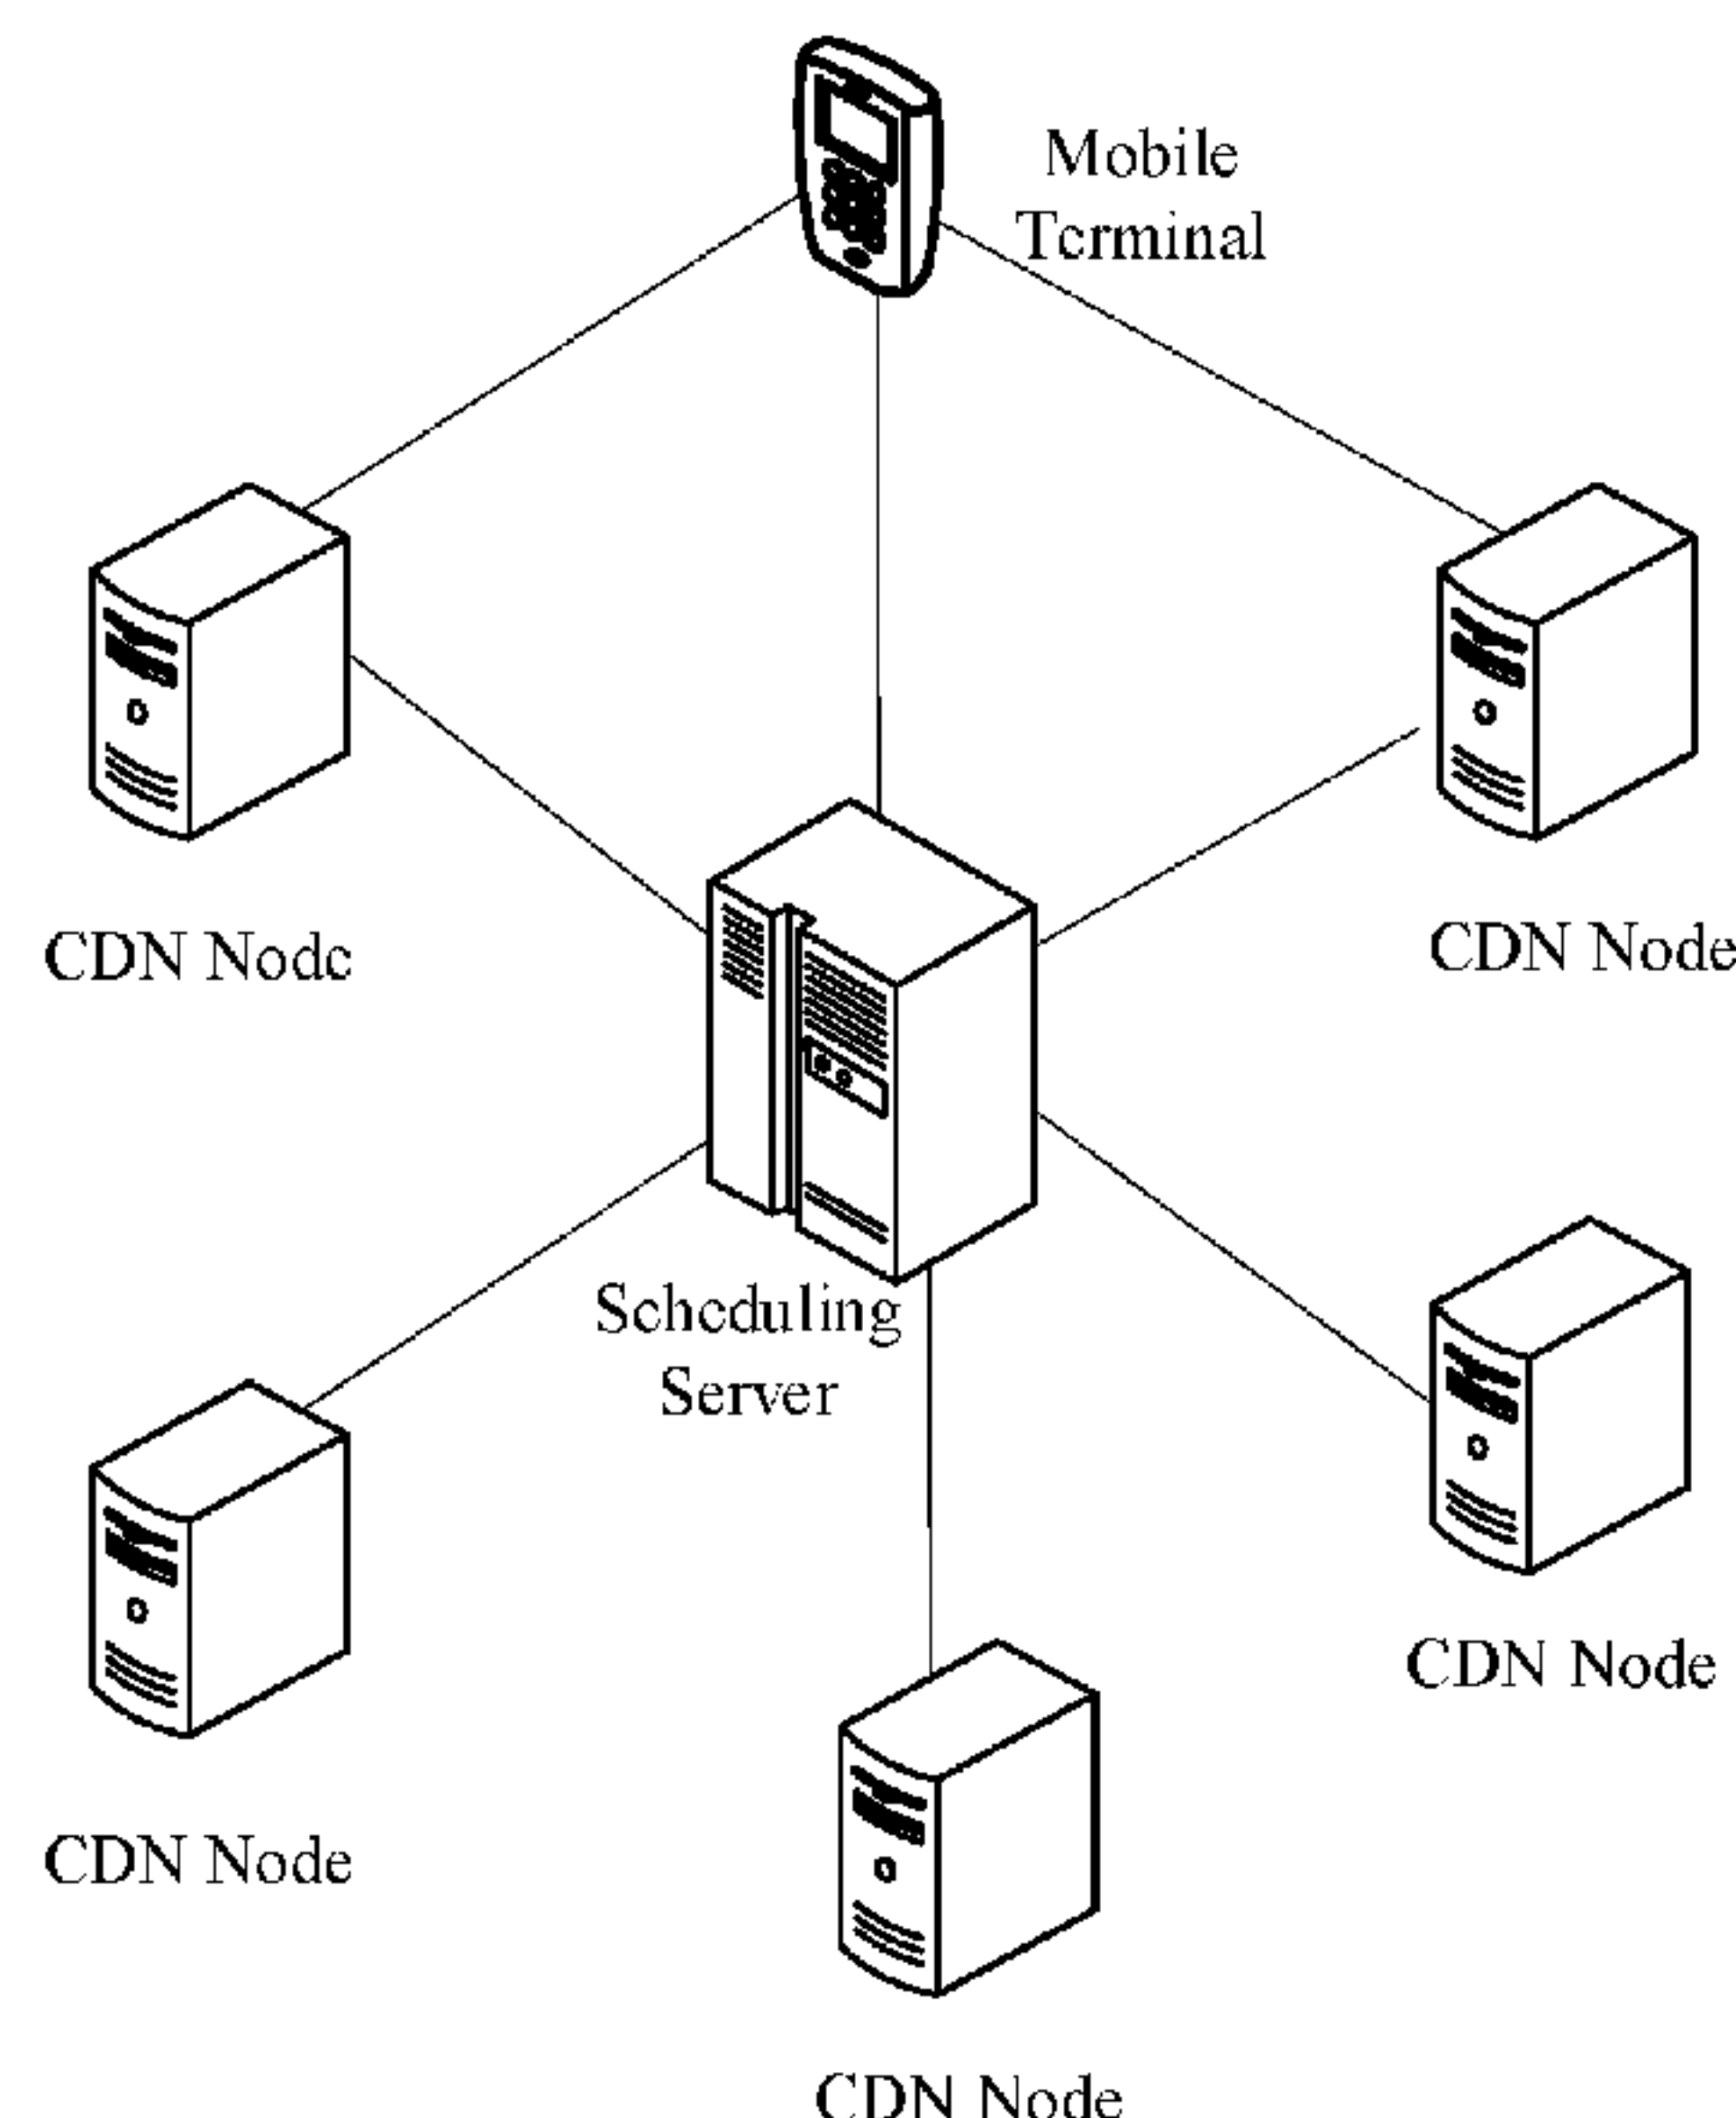 Mobile
Terminal
CDN Node
CDN Node
Scheduling
Server
CDN Node
CDN Node
CDN Node